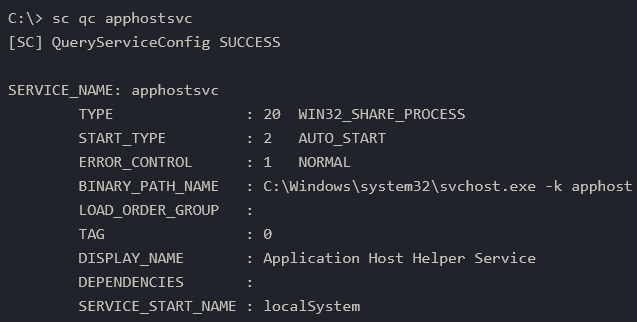 C:\> sc qc apphostsvc
[SC] QueryServiceConfig SUCCESS

SERVICE_NAME: apphostsvc
        TYPE               : 20  WIN32_SHARE_PROCESS
        START_TYPE         : 2   AUTO_START
        ERROR_CONTROL      : 1   NORMAL
        BINARY_PATH_NAME   : C:\Windows\system32\svchost.exe -k apphost
        LOAD_ORDER_GROUP   :
        TAG                : 0
        DISPLAY_NAME       : Application Host Helper Service
        DEPENDENCIES       :
        SERVICE_START_NAME : localSystem